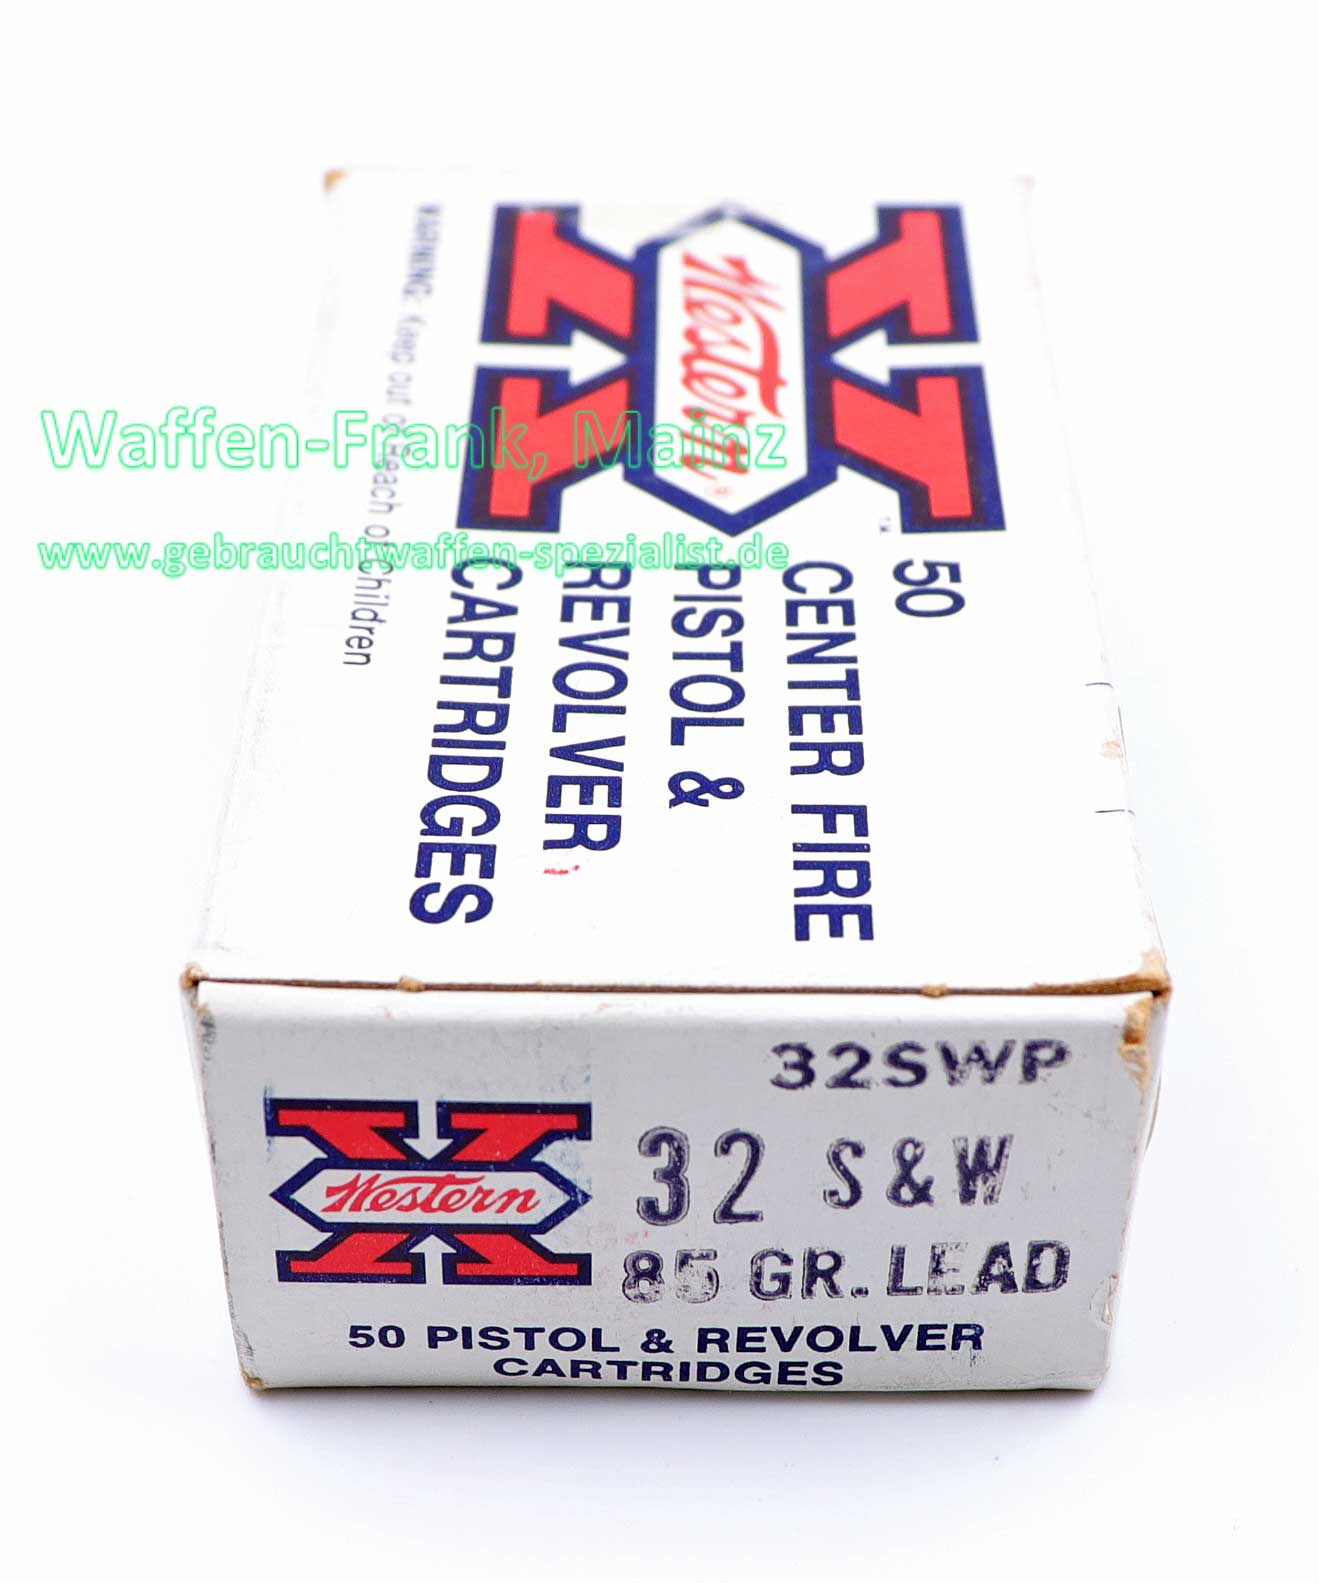 Western
50
CENTER FIRE
PISTOL &
REVOLVER
CARTRIDGES
WARNING: Keep out of Reach of Children
Waffen-Frank, Mainz
www.gebrauchtwaffen-spezialist.de
32SWP
Western
32 S&W
85 GR. LEAD
50 PISTOL & REVOLVER
CARTRIDGES